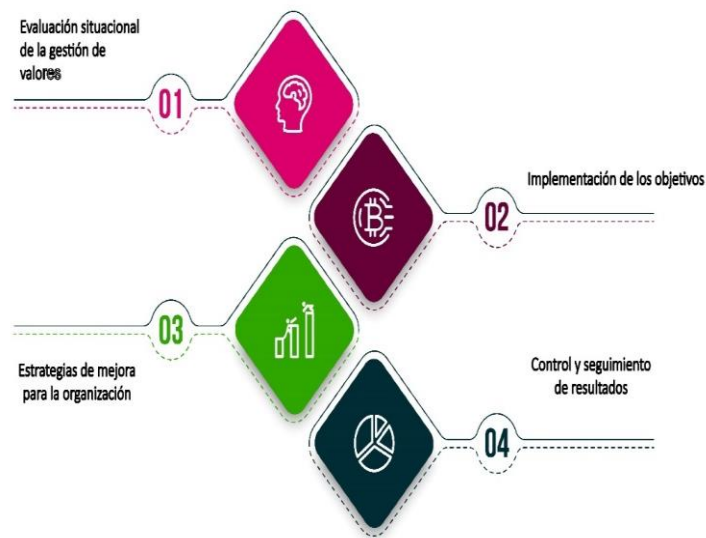 Evaluación situacional
de la gestión de
valores
01
Implementación de los objetivos
02
03
Estrategias de mejora
para la organización
Control y seguimiento
de resultados
04